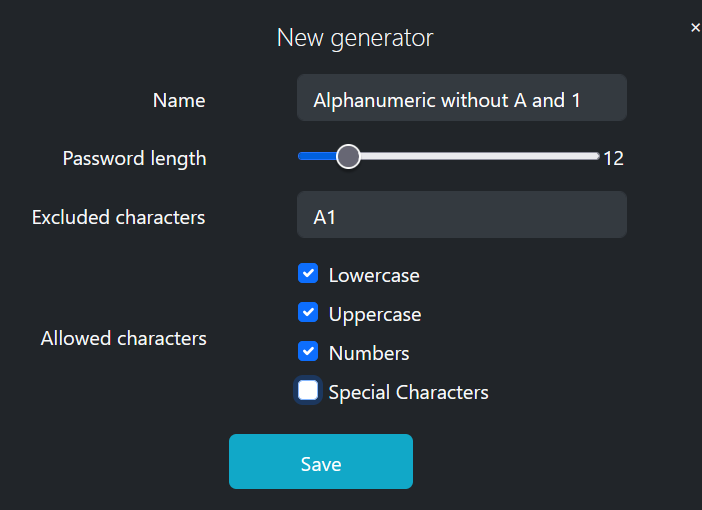 New generator
×
Name
Alphanumeric without A and 1
Password length
12
Excluded characters
A1
Allowed characters
Lowercase
Uppercase
Numbers
Special Characters
Save